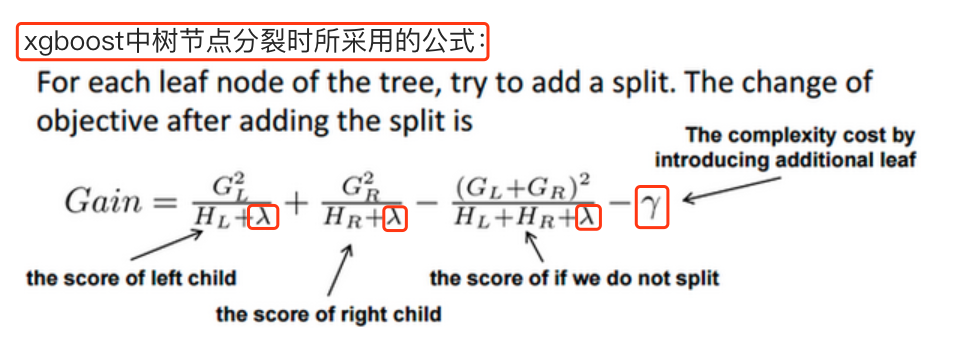 xgboost中树节点分裂时所采用的公式：
For each leaf node of the tree, try to add a split. The change of
objective after adding the split is
The complexity cost by
introducing additional leaf
Gain = \frac{G_L^2}{H_L+λ} + \frac{G_R^2}{H_R+λ} − \frac{(G_L+G_R)^2}{H_L+H_R+λ} − γ
the score of left child
the score of if we do not split
the score of right child